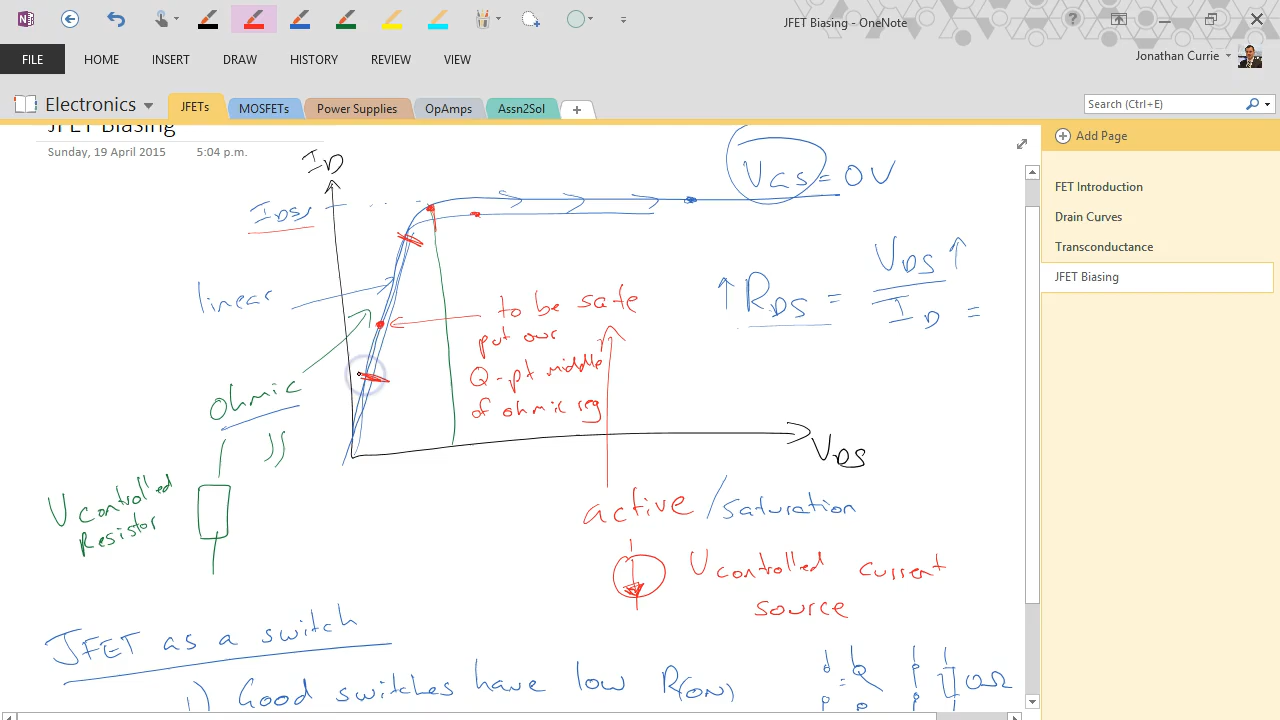 JFET Biasing - OneNote
Jonathan Currie
FILE HOME INSERT DRAW HISTORY REVIEW VIEW
Electronics JFETs MOSFETs Power Supplies OpAmps Assn2Sol
Search (Ctrl+E)
JFET Biasing
Sunday, 19 April 2015 5:04 p.m.
Add Page
FET Introduction
Drain Curves
Transconductance
JFET Biasing
ID
IDSS
VGS = 0V
↑ RDS = VDS ↑
ID =
linear
to be safe
put our
Q-pt middle
of ohmic reg
ohmic
VDS
V controlled
Resistor
active / saturation
V controlled current
source
JFET as a switch
1) Good switches have low R(ON)
0Ω